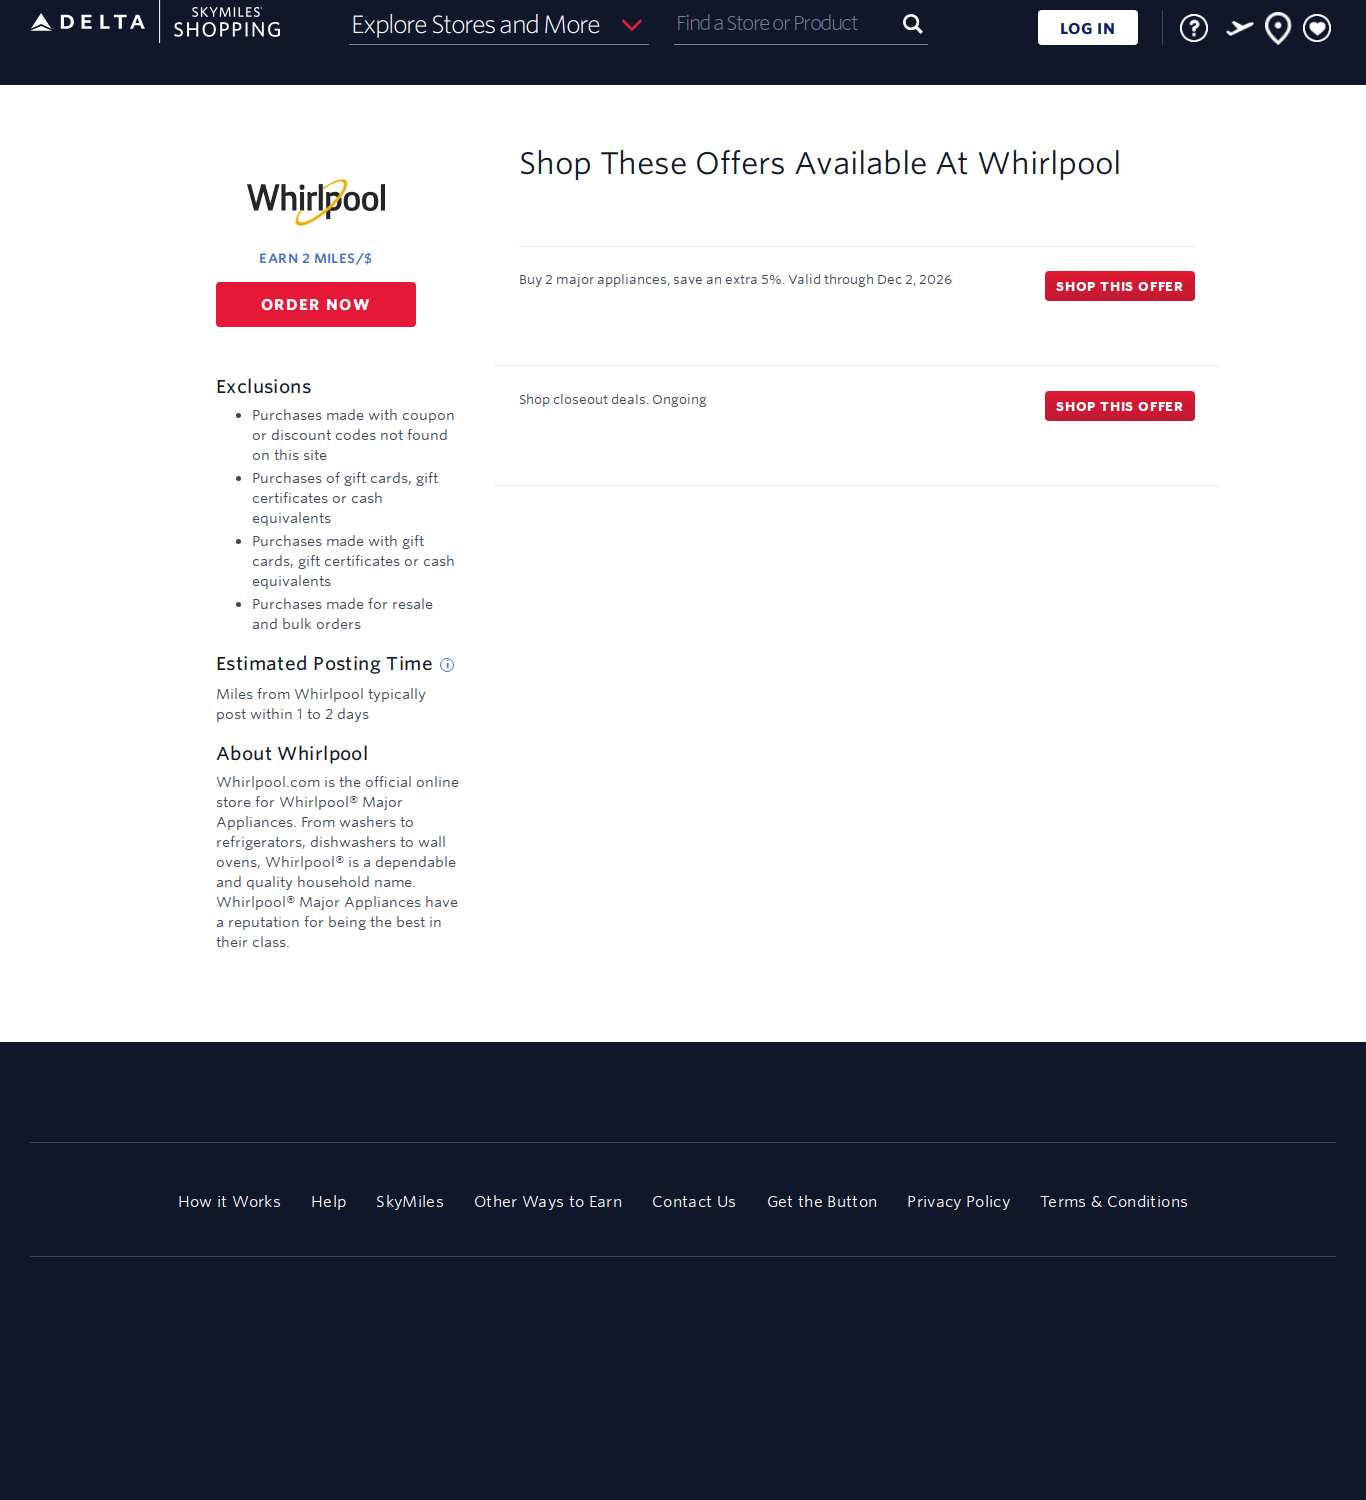 DELTA
SKYMILES®
SHOPPING
Explore Stores and More
Find a Store or Product
LOG IN
Whirlpool
EARN 2 MILES/$
ORDER NOW
Exclusions
• Purchases made with coupon
or discount codes not found
on this site
• Purchases of gift cards, gift
certificates or cash
equivalents
• Purchases made with gift
cards, gift certificates or cash
equivalents
• Purchases made for resale
and bulk orders
Estimated Posting Time
Miles from Whirlpool typically
post within 1 to 2 days
About Whirlpool
Whirlpool.com is the official online
store for Whirlpool® Major
Appliances. From washers to
refrigerators, dishwashers to wall
ovens, Whirlpool® is a dependable
and quality household name.
Whirlpool® Major Appliances have
a reputation for being the best in
their class.
Shop These Offers Available At Whirlpool
Buy 2 major appliances, save an extra 5%. Valid through Dec 2, 2026
SHOP THIS OFFER
Shop closeout deals. Ongoing
SHOP THIS OFFER
How it Works Help SkyMiles Other Ways to Earn Contact Us Get the Button Privacy Policy Terms & Conditions